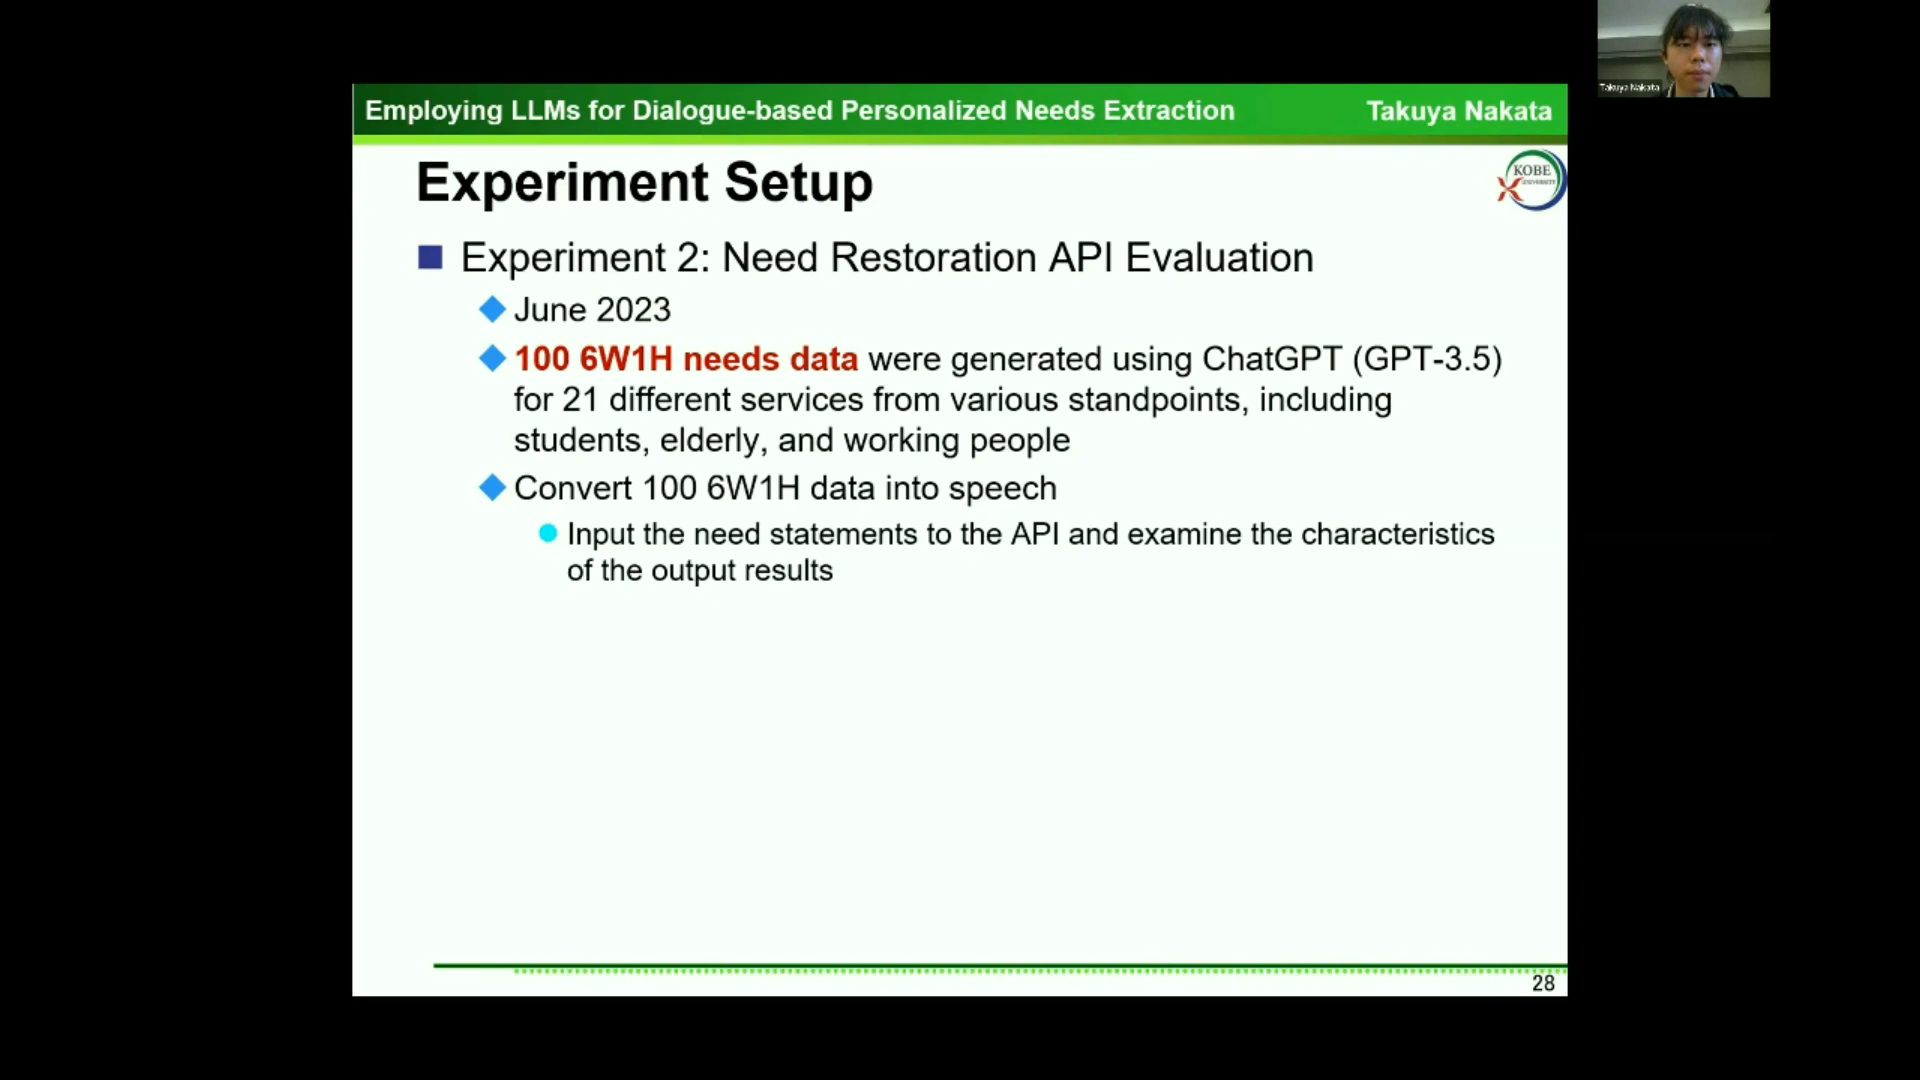 Takuya Nakata
Employing LLMs for Dialogue-based Personalized Needs Extraction
Takuya Nakata
Experiment Setup
KOBE
UNIVERSITY
Experiment 2: Need Restoration API Evaluation
June 2023
100 6W1H needs data were generated using ChatGPT (GPT-3.5)
for 21 different services from various standpoints, including
students, elderly, and working people
Convert 100 6W1H data into speech
Input the need statements to the API and examine the characteristics
of the output results
28